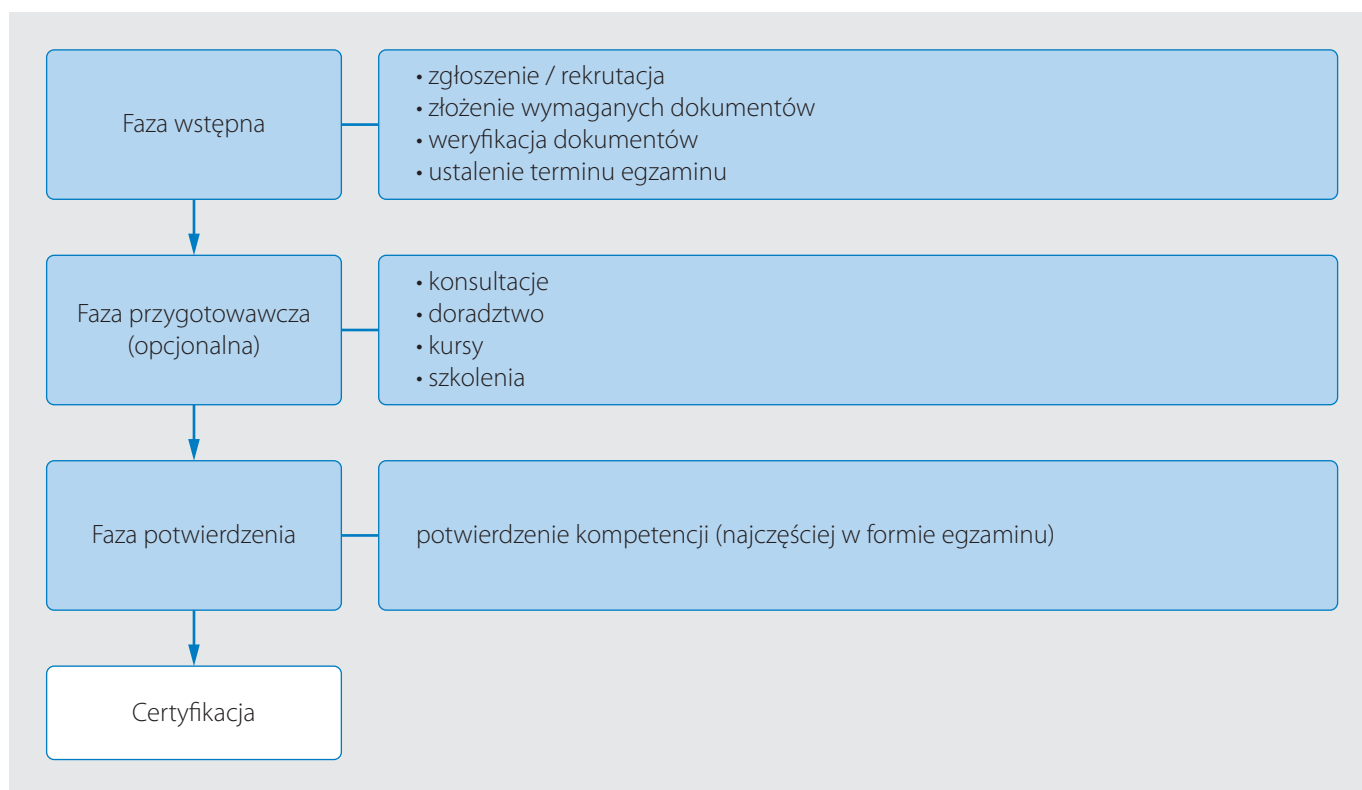 Faza wstępna
• zgłoszenie / rekrutacja
• złożenie wymaganych dokumentów
• weryfikacja dokumentów
• ustalenie terminu egzaminu
Faza przygotowawcza
(opcjonalna)
• konsultacje
• doradztwo
• kursy
• szkolenia
Faza potwierdzenia
potwierdzenie kompetencji (najczęściej w formie egzaminu)
Certyfikacja